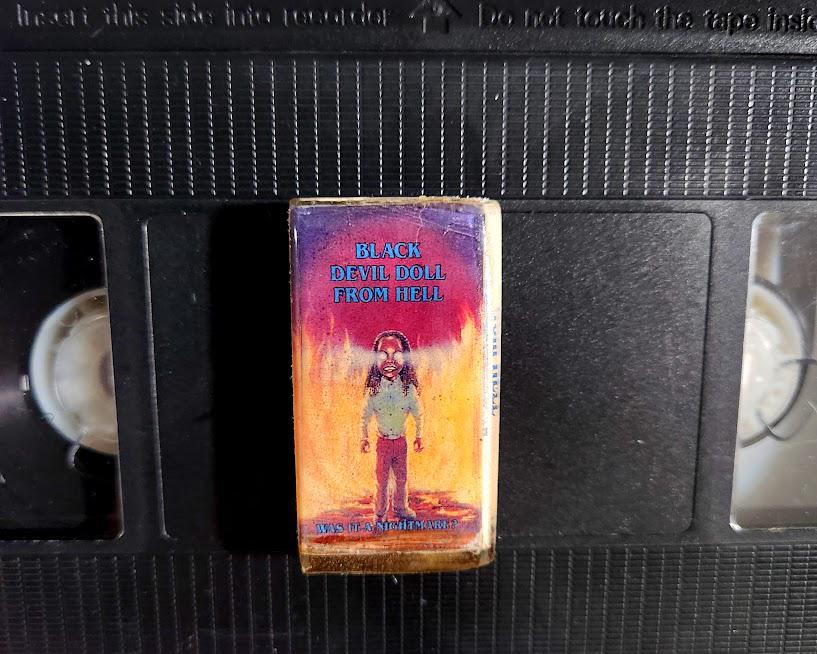 Insert this side into recorder Do not touch the tape inside
BLACK
DEVIL DOLL
FROM HELL
WAS IT A NIGHTMARE?
HELL